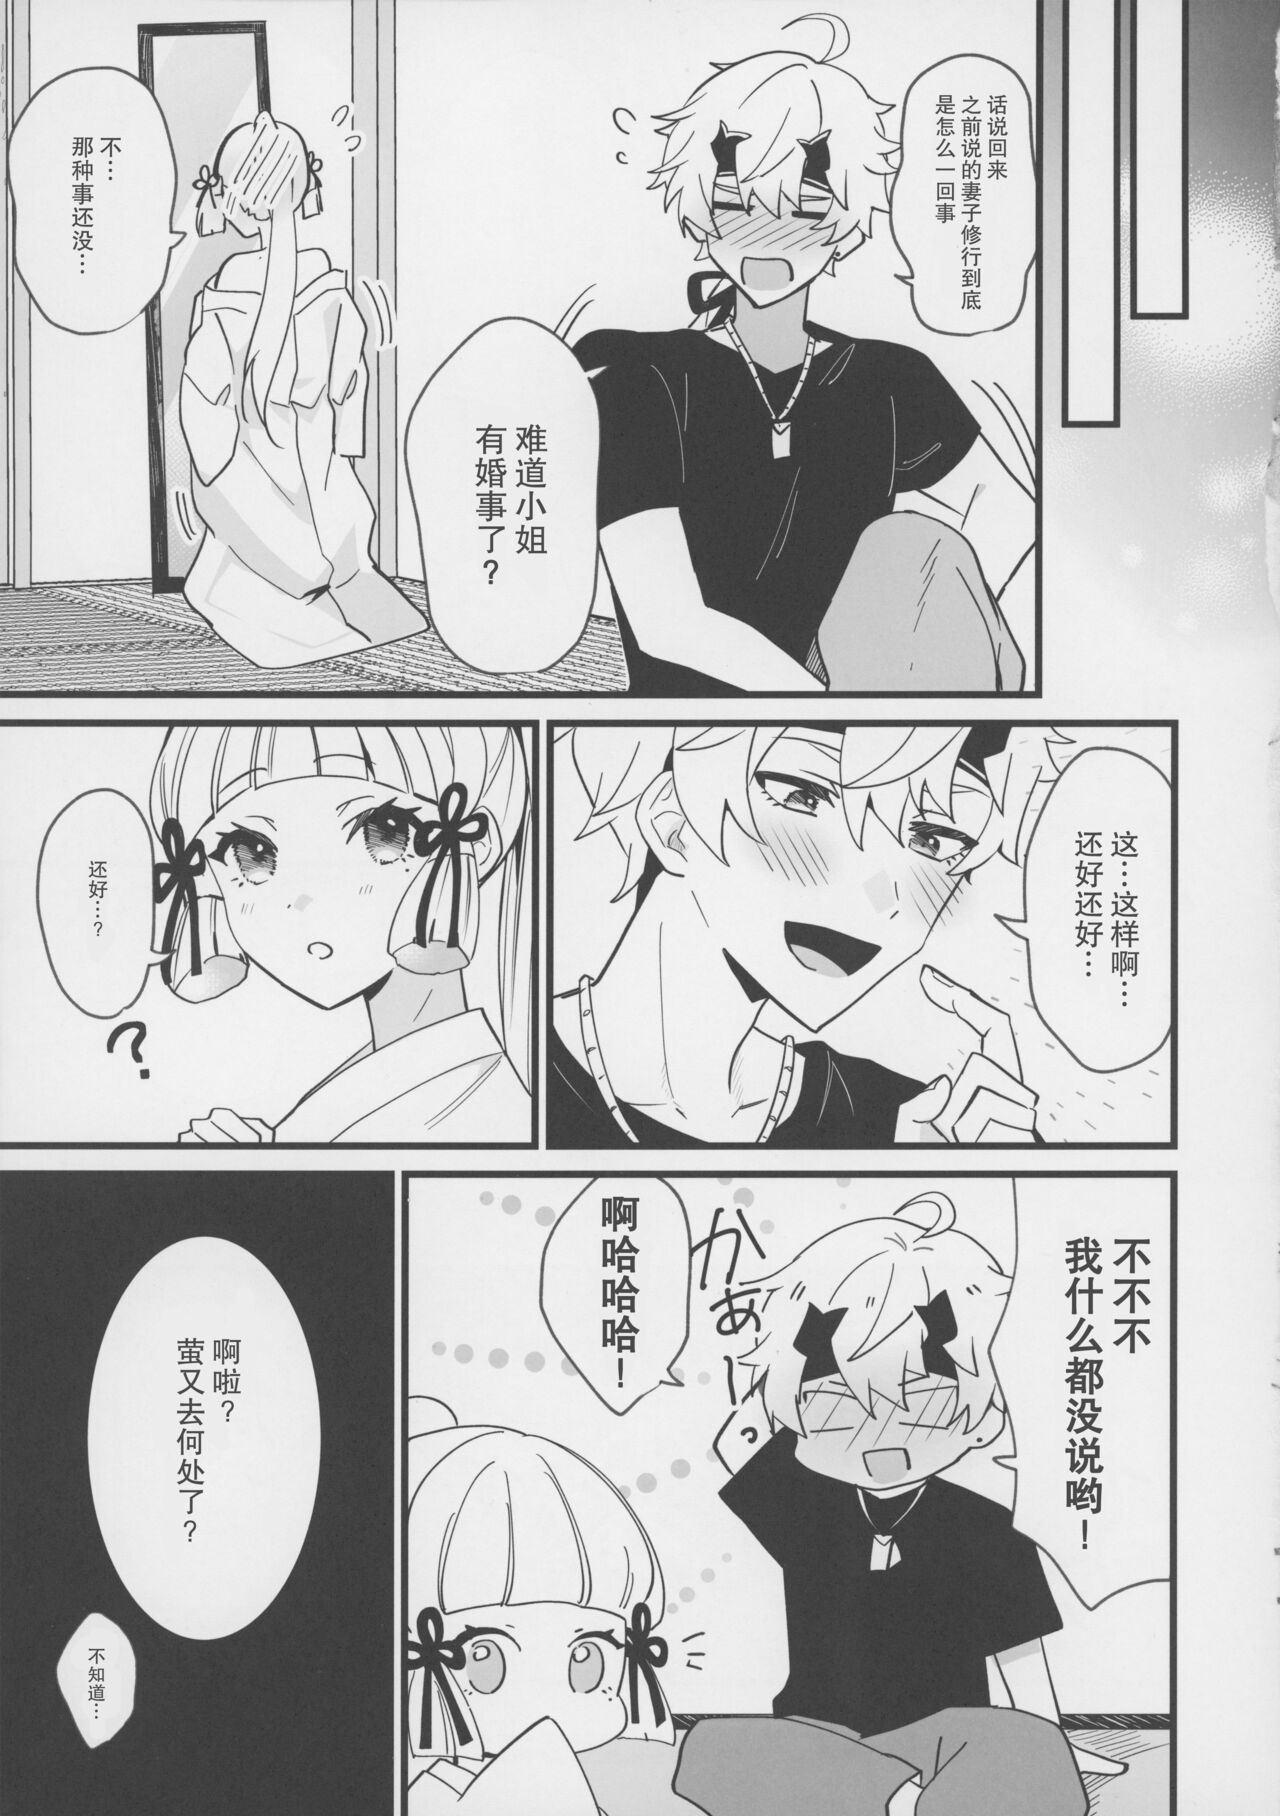 话说回来
之前说的妻子修行到底
是怎么一回事
难道小姐
有婚事了？
不…
那种事还没…
这…这样啊…
还好还好…
还好…？
？
不不不
我什么都没说哟！
かぁーっ
啊哈哈哈！
啊啦？
萤又去何处了？
不知道…